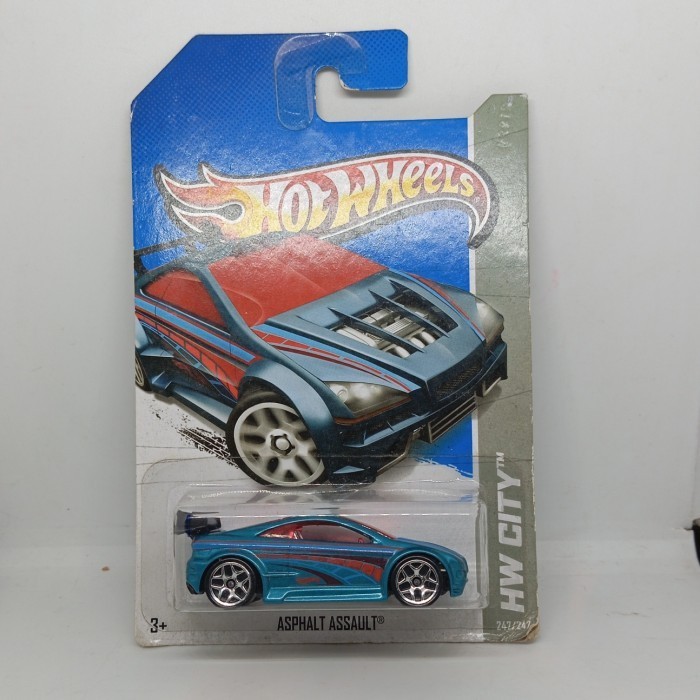 HOT WHEELS
HW CITY™
247/247
3+
ASPHALT ASSAULT®